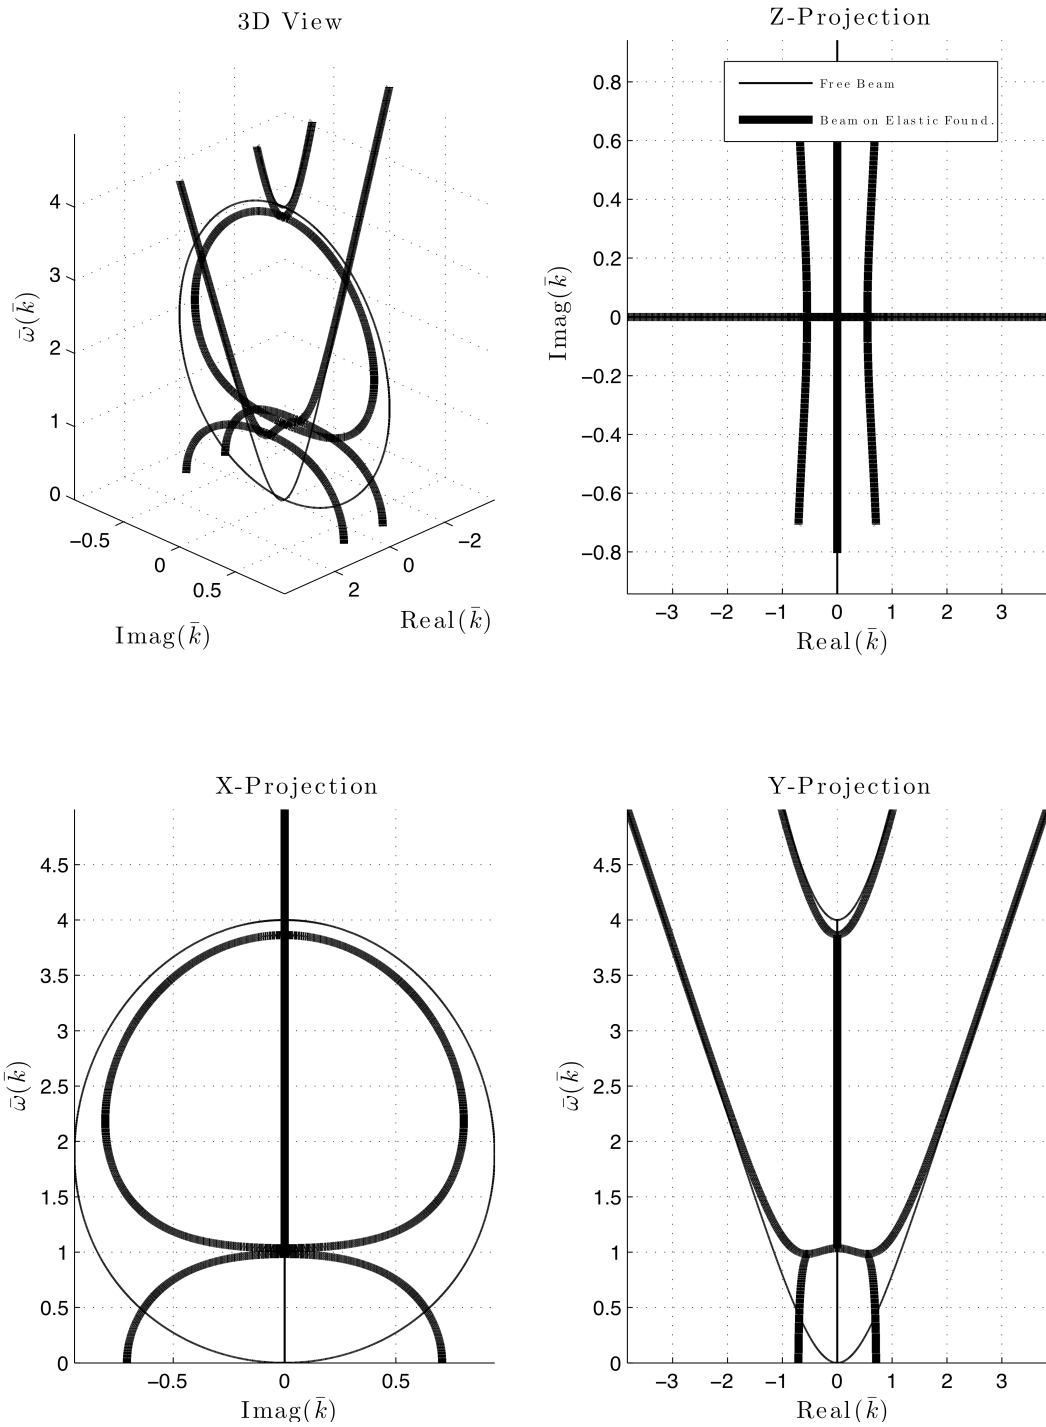 3D View
4
3
2
1
0
ω̄(k̄)
−0.5
0
0.5
Imag(k̄)
−2
0
2
Real(k̄)
Z-Projection
Free Beam
Beam on Elastic Found.
0.8
0.6
0.4
0.2
0
−0.2
−0.4
−0.6
−0.8
Imag(k̄)
−3 −2 −1 0 1 2 3
Real(k̄)
X-Projection
4.5
4
3.5
3
2.5
2
1.5
1
0.5
0
ω̄(k̄)
−0.5 0 0.5
Imag(k̄)
Y-Projection
4.5
4
3.5
3
2.5
2
1.5
1
0.5
0
ω̄(k̄)
−3 −2 −1 0 1 2 3
Real(k̄)